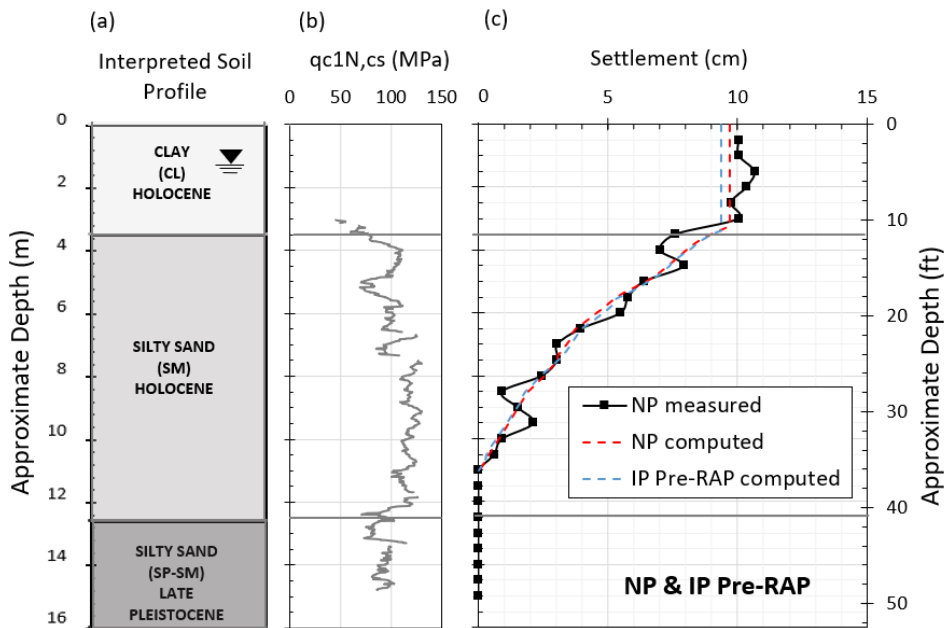 (a)
Interpreted Soil
Profile
Approximate Depth (m)
0
2
4
6
8
10
12
14
16
CLAY
(CL)
HOLOCENE
SILTY SAND
(SM)
HOLOCENE
SILTY SAND
(SP-SM)
LATE
PLEISTOCENE
(b)
qc1N,cs (MPa)
0 50 100 150
(c)
Settlement (cm)
0 5 10 15
NP measured
NP computed
IP Pre-RAP computed
NP & IP Pre-RAP
0
10
20
30
40
50
Approximate Depth (ft)